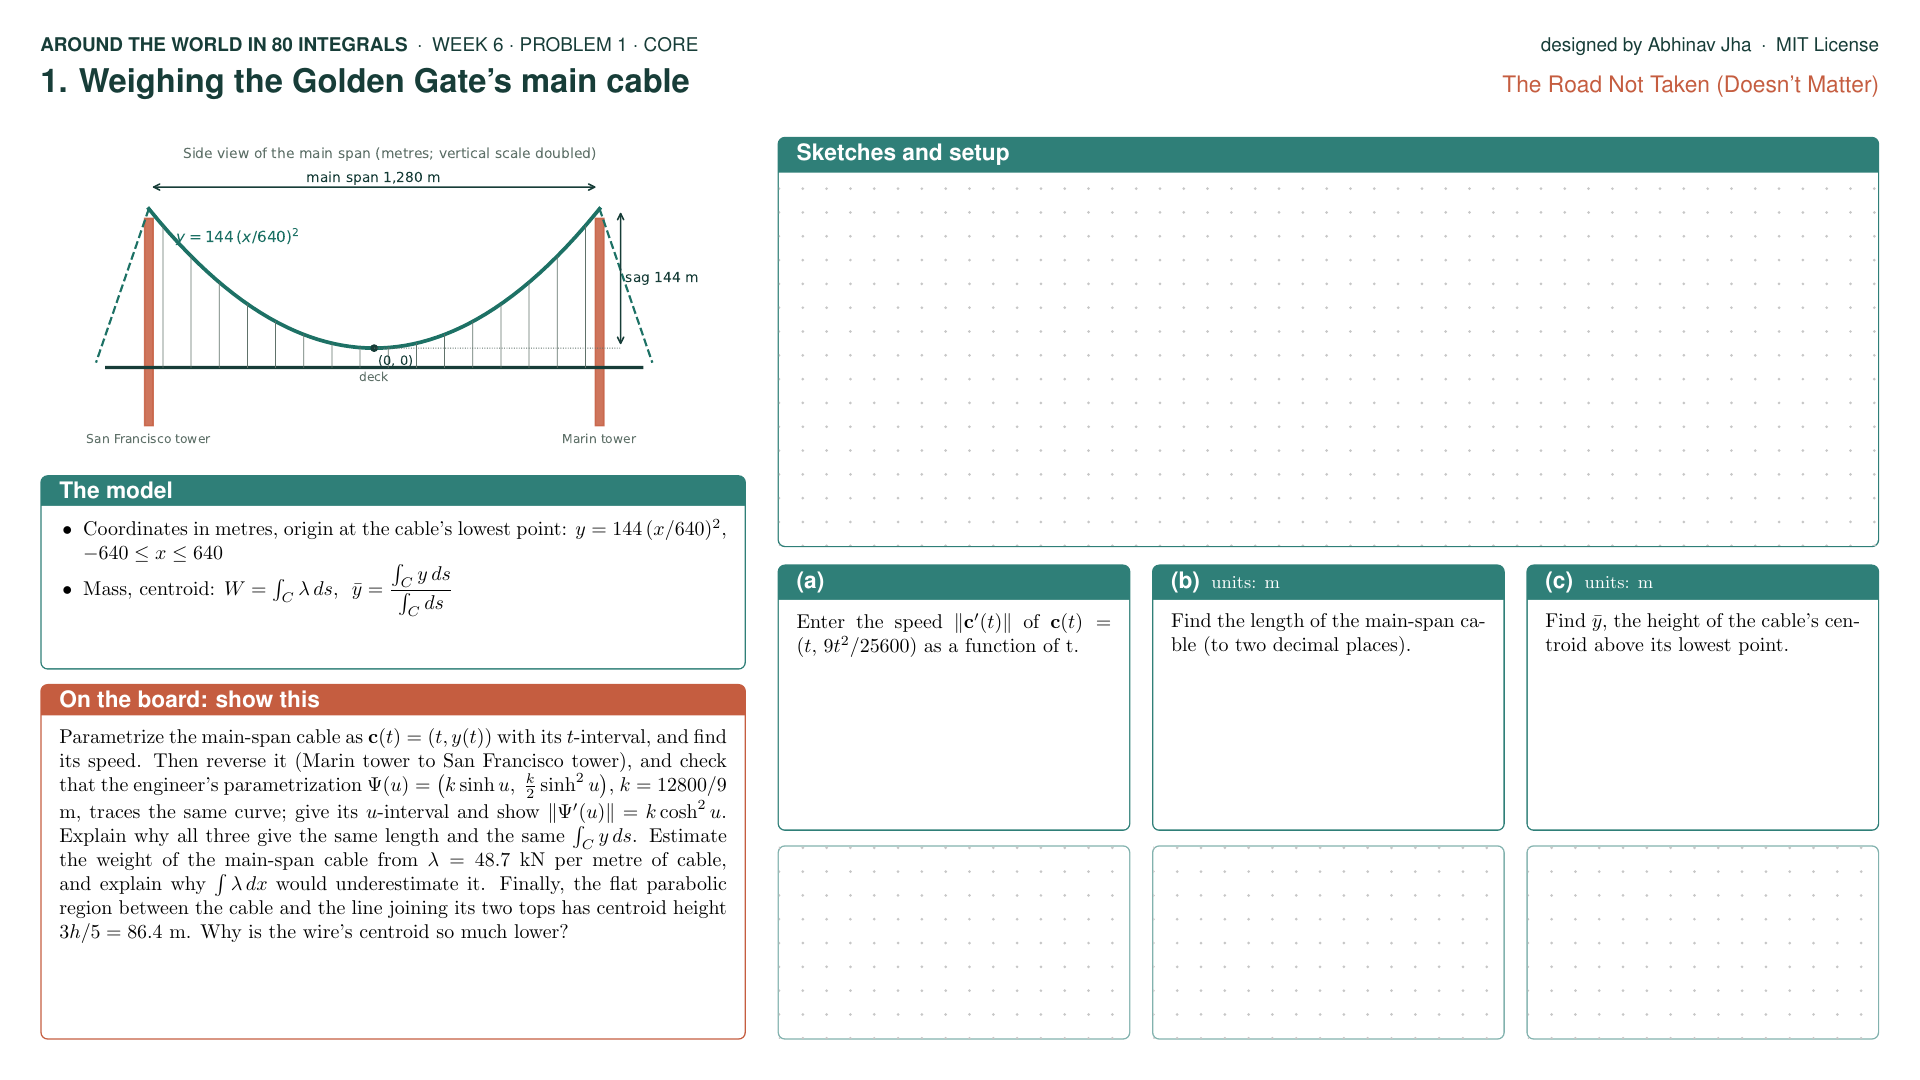 AROUND THE WORLD IN 80 INTEGRALS · WEEK 6 · PROBLEM 1 · CORE
designed by Abhinav Jha · MIT License
1. Weighing the Golden Gate's main cable
The Road Not Taken (Doesn't Matter)
Side view of the main span (metres; vertical scale doubled)
main span 1,280 m
y = 144 (x/640)²
sag 144 m
(0, 0)
deck
San Francisco tower
Marin tower
The model
• Coordinates in metres, origin at the cable's lowest point: y = 144 (x/640)²,
−640 ≤ x ≤ 640
• Mass, centroid: W = ∫_C λ ds, ȳ = ∫_C y ds / ∫_C ds
On the board: show this
Parametrize the main-span cable as c(t) = (t, y(t)) with its t-interval, and find
its speed. Then reverse it (Marin tower to San Francisco tower), and check
that the engineer's parametrization Ψ(u) = (k sinh u, k/2 sinh² u), k = 12800/9
m, traces the same curve; give its u-interval and show ‖Ψ′(u)‖ = k cosh² u.
Explain why all three give the same length and the same ∫_C y ds. Estimate
the weight of the main-span cable from λ = 48.7 kN per metre of cable,
and explain why ∫ λ dx would underestimate it. Finally, the flat parabolic
region between the cable and the line joining its two tops has centroid height
3h/5 = 86.4 m. Why is the wire's centroid so much lower?
Sketches and setup
(a)
Enter the speed ‖c′(t)‖ of c(t) =
(t, 9t²/25600) as a function of t.
(b) units: m
Find the length of the main-span ca-
ble (to two decimal places).
(c) units: m
Find ȳ, the height of the cable's cen-
troid above its lowest point.